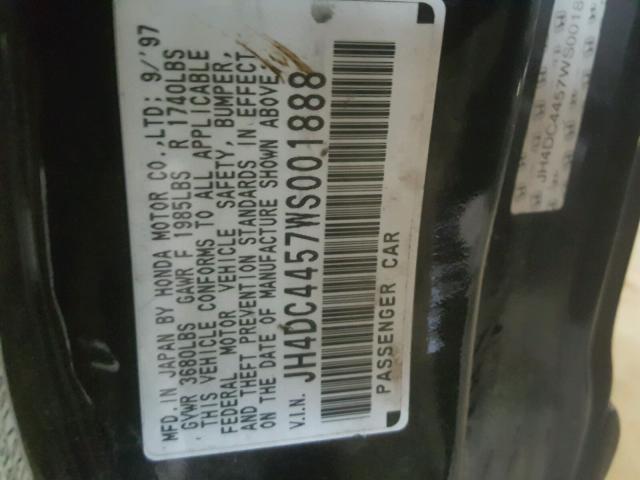 MFD. IN JAPAN BY HONDA MOTOR CO.,LTD; 9/'97
GVWR 3680LBS GAWR F 1985LBS R 1740LBS
THIS VEHICLE CONFORMS TO ALL APPLICABLE
FEDERAL MOTOR VEHICLE SAFETY, BUMPER,
AND THEFT PREVENTION STANDARDS IN EFFECT
ON THE DATE OF MANUFACTURE SHOWN ABOVE.
V.I.N. JH4DC4457WS001888
PASSENGER CAR
JH4DC4457WS00188